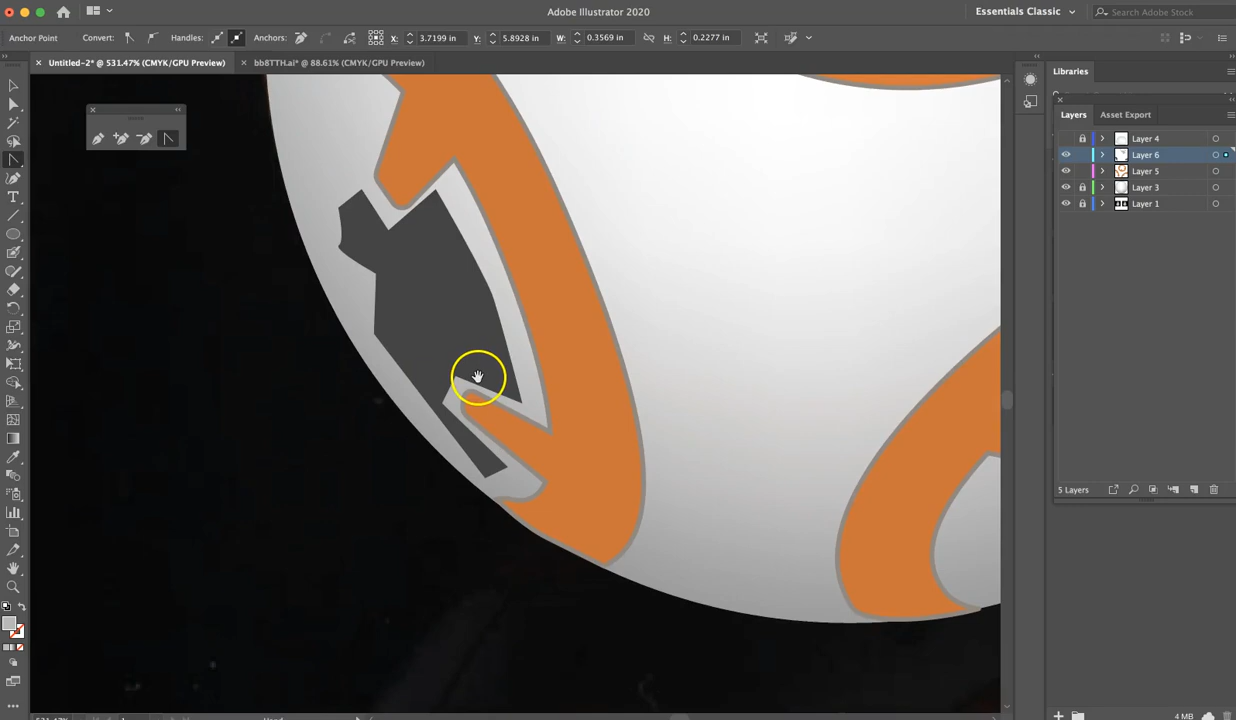 Adobe Illustrator 2020
Essentials Classic
Search Adobe Stock
Anchor Point
Convert:
Handles:
Anchors:
X: 3.7199 in
Y: 5.8928 in
W: 0.3569 in
H: 0.2277 in
× Untitled-2* @ 531.47% (CMYK/GPU Preview)
× bb8TTH.ai* @ 88.61% (CMYK/GPU Preview)
Libraries
Layers
Asset Export
Layer 4
Layer 6
Layer 5
Layer 3
Layer 1
5 Layers
4 MB